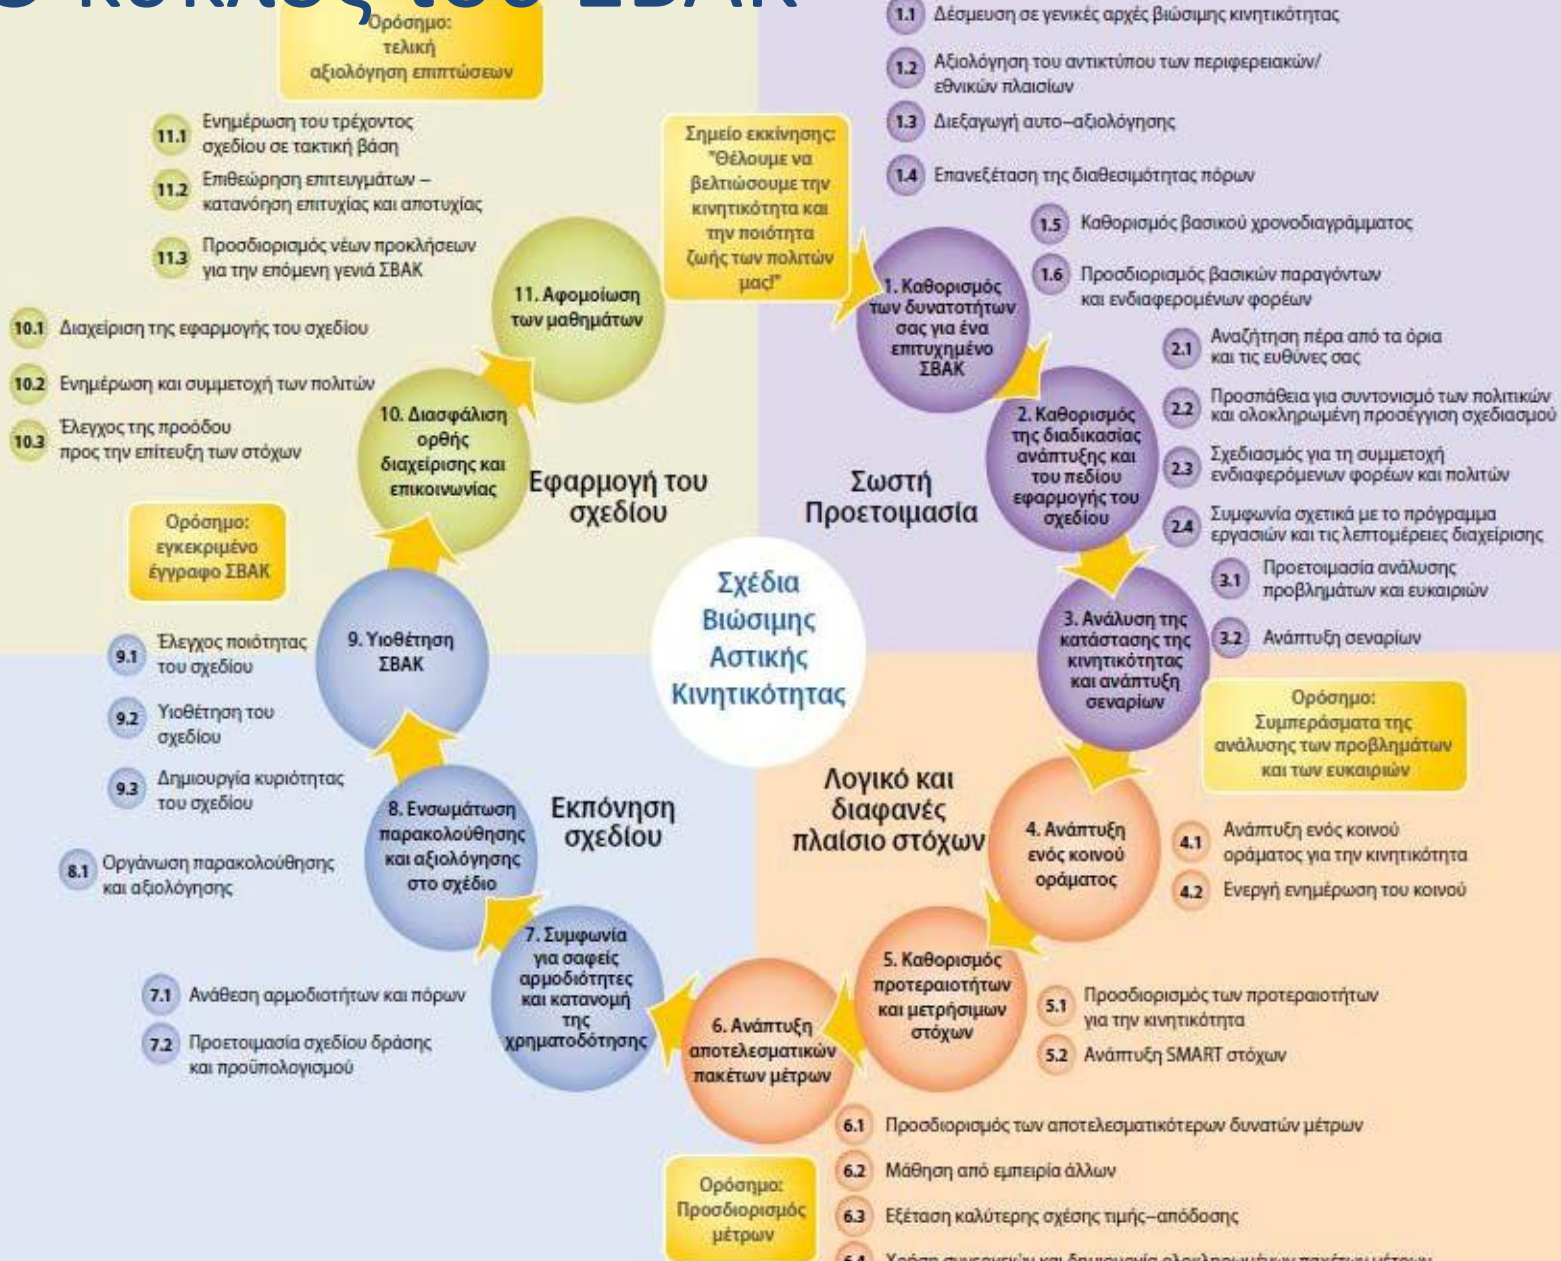 Ο κύκλος του ΣΒΑΚ
Ορόσημο:
τελική
αξιολόγηση επιπτώσεων
11.1 Ενημέρωση του τρέχοντος
σχεδίου σε τακτική βάση
11.2 Επιθεώρηση επιτευγμάτων –
κατανόηση επιτυχίας και αποτυχίας
11.3 Προσδιορισμός νέων προκλήσεων
για την επόμενη γενιά ΣΒΑΚ
10.1 Διαχείριση της εφαρμογής του σχεδίου
10.2 Ενημέρωση και συμμετοχή των πολιτών
10.3 Έλεγχος της προόδου
προς την επίτευξη των στόχων
Ορόσημο:
εγκεκριμένο
έγγραφο ΣΒΑΚ
11. Αφομοίωση
των μαθημάτων
10. Διασφάλιση
ορθής
διαχείρισης και
επικοινωνίας
Εφαρμογή του
σχεδίου
Σημείο εκκίνησης:
"Θέλουμε να
βελτιώσουμε την
κινητικότητα και
την ποιότητα
ζωής των πολιτών
μας!"
1.1 Δέσμευση σε γενικές αρχές βιώσιμης κινητικότητας
1.2 Αξιολόγηση του αντικτύπου των περιφερειακών/
εθνικών πλαισίων
1.3 Διεξαγωγή αυτο–αξιολόγησης
1.4 Επανεξέταση της διαθεσιμότητας πόρων
1.5 Καθορισμός βασικού χρονοδιαγράμματος
1.6 Προσδιορισμός βασικών παραγόντων
και ενδιαφερομένων φορέων
1. Καθορισμός
των δυνατοτήτων
σας για ένα
επιτυχημένο
ΣΒΑΚ
2.1 Αναζήτηση πέρα από τα όρια
και τις ευθύνες σας
2.2 Προσπάθεια για συντονισμό των πολιτικών
και ολοκληρωμένη προσέγγιση σχεδιασμού
2.3 Σχεδιασμός για τη συμμετοχή
ενδιαφερόμενων φορέων και πολιτών
2.4 Συμφωνία σχετικά με το πρόγραμμα
εργασιών και τις λεπτομέρειες διαχείρισης
2. Καθορισμός
της διαδικασίας
ανάπτυξης και
του πεδίου
εφαρμογής του
σχεδίου
Σωστή
Προετοιμασία
3.1 Προετοιμασία ανάλυσης
προβλημάτων και ευκαιριών
3.2 Ανάπτυξη σεναρίων
3. Ανάλυση της
κατάστασης της
κινητικότητας
και ανάπτυξη
σεναρίων
Ορόσημο:
Συμπεράσματα της
ανάλυσης των προβλημάτων
και των ευκαιριών
Σχέδια
Βιώσιμης
Αστικής
Κινητικότητας
Λογικό και
διαφανές
πλαίσιο στόχων
4. Ανάπτυξη
ενός κοινού
οράματος
4.1 Ανάπτυξη ενός κοινού
οράματος για την κινητικότητα
4.2 Ενεργή ενημέρωση του κοινού
5. Καθορισμός
προτεραιοτήτων
και μετρήσιμων
στόχων
5.1 Προσδιορισμός των προτεραιοτήτων
για την κινητικότητα
5.2 Ανάπτυξη SMART στόχων
6. Ανάπτυξη
αποτελεσματικών
πακέτων μέτρων
6.1 Προσδιορισμός των αποτελεσματικότερων δυνατών μέτρων
6.2 Μάθηση από εμπειρία άλλων
6.3 Εξέταση καλύτερης σχέσης τιμής–απόδοσης
6.4 Χρήση συνεργειών και δημιουργία ολοκληρωμένων πακέτων μέτρων
Ορόσημο:
Προσδιορισμός
μέτρων
7. Συμφωνία
για σαφείς
αρμοδιότητες
και κατανομή
της
χρηματοδότησης
7.1 Ανάθεση αρμοδιοτήτων και πόρων
7.2 Προετοιμασία σχεδίου δράσης
και προϋπολογισμού
Εκπόνηση
σχεδίου
8. Ενσωμάτωση
παρακολούθησης
και αξιολόγησης
στο σχέδιο
8.1 Οργάνωση παρακολούθησης
και αξιολόγησης
9. Υιοθέτηση
ΣΒΑΚ
9.1 Έλεγχος ποιότητας
του σχεδίου
9.2 Υιοθέτηση του
σχεδίου
9.3 Δημιουργία κυριότητας
του σχεδίου